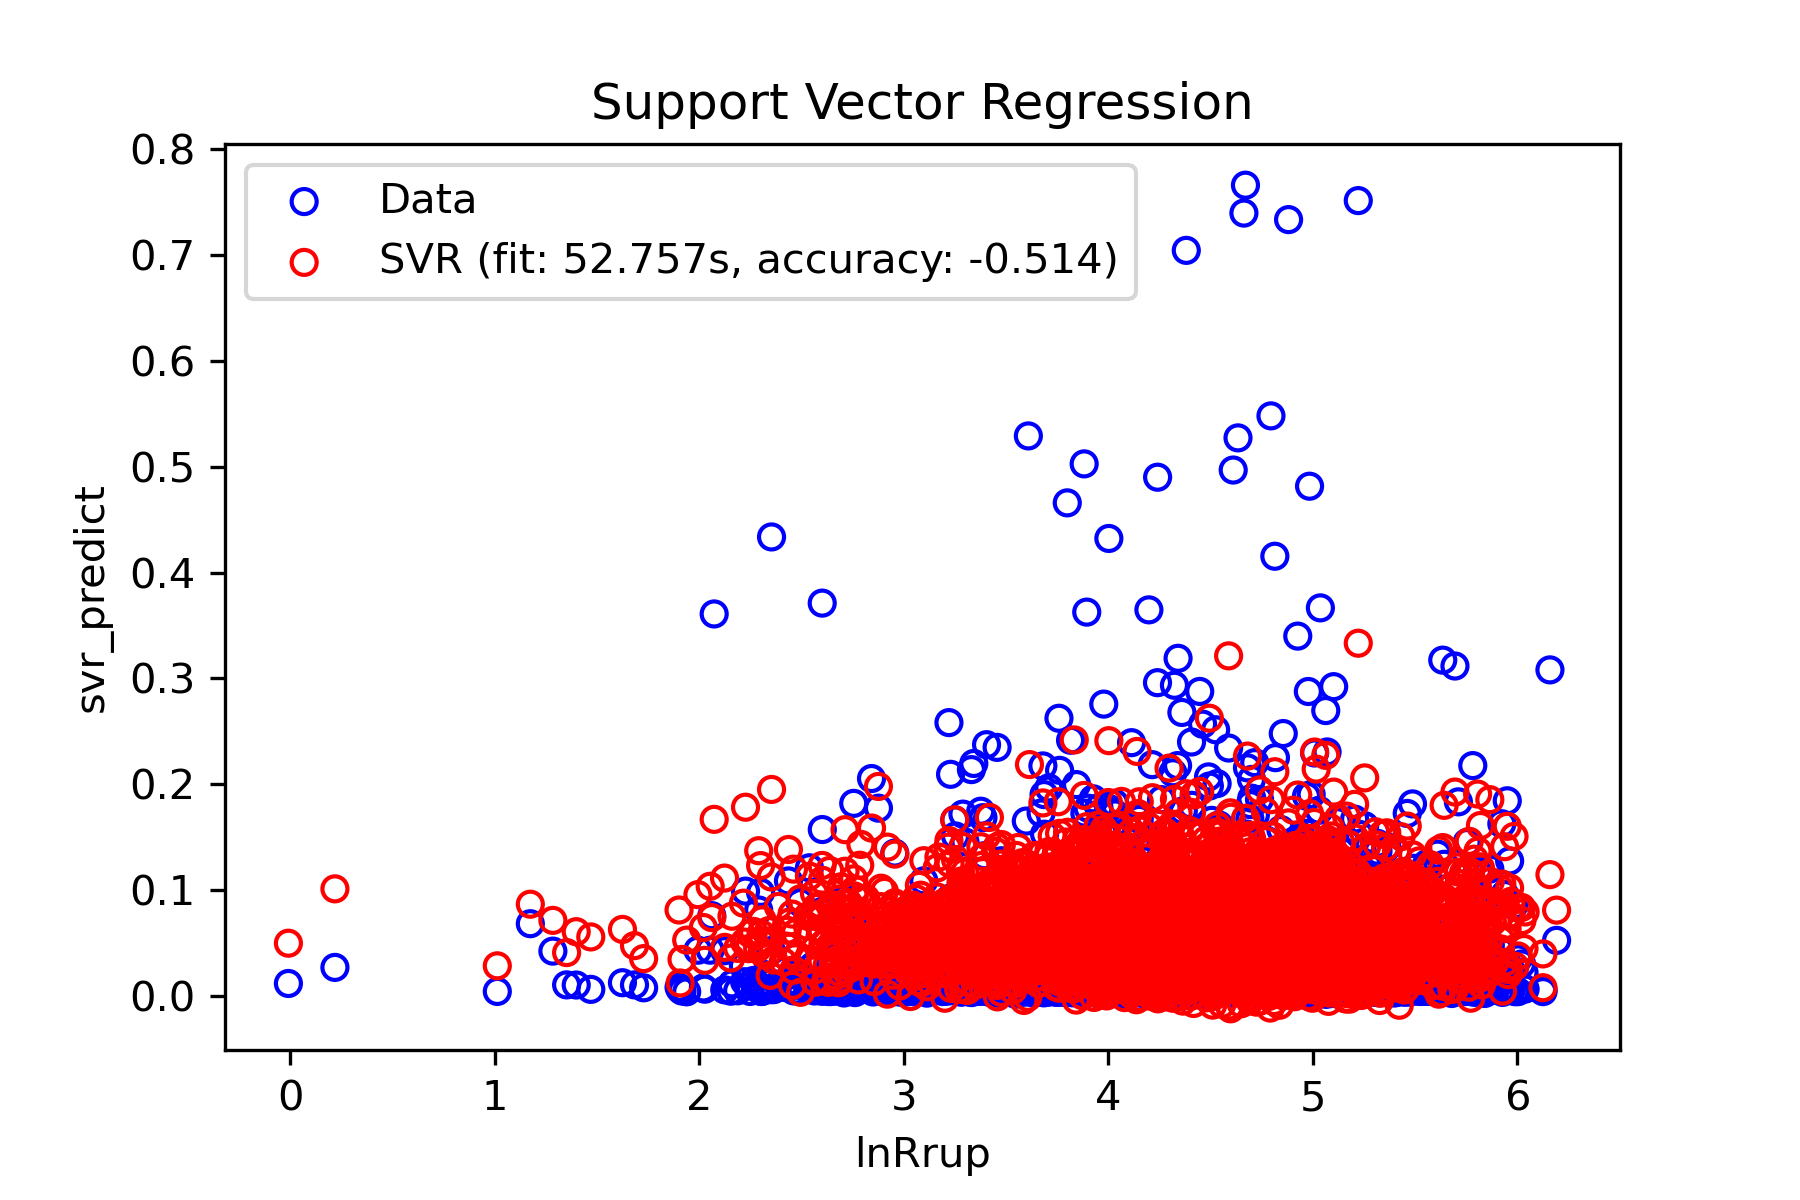 Support Vector Regression
Data
SVR (fit: 52.757s, accuracy: -0.514)
0.8
0.7
0.6
0.5
0.4
0.3
0.2
0.1
0.0
svr_predict
0 1 2 3 4 5 6
lnRrup